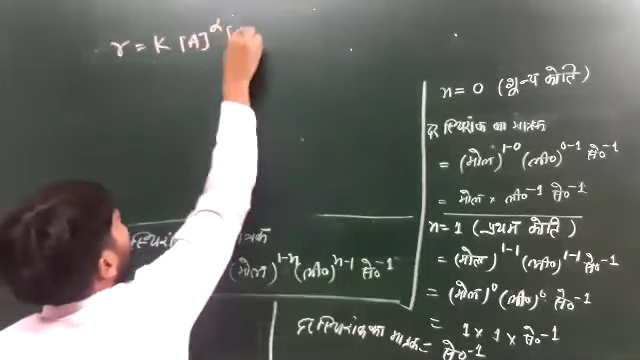 r = K [A]^α [
स्थिरांक मात्रक
(मोल)^1-n (ली०)^n-1 से०^-1
n = 0 (शून्य कोटि)
दर स्थिरांक का मात्रक
= (मोल)^1-0 (ली०)^0-1 से०^-1
= मोल × ली०^-1 से०^-1
n = 1 (प्रथम कोटि)
= (मोल)^1-1 (ली०)^1-1 से०^-1
= (मोल)^0 (ली०)^0 से०^-1
= 1 × 1 × से०^-1
दर स्थिरांक का मात्रक = से०^-1